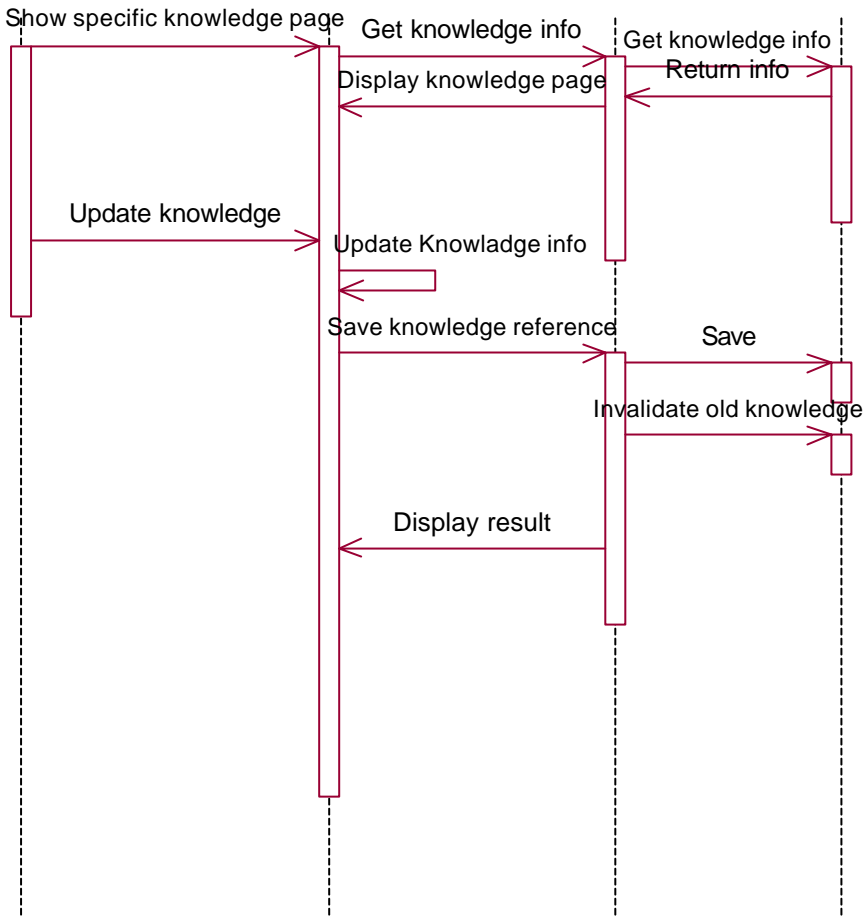 Show specific knowledge page
Get knowledge info
Get knowledge info
Return info
Display knowledge page
Update knowledge
Update Knowladge info
Save knowledge reference
Save
Invalidate old knowledge
Display result